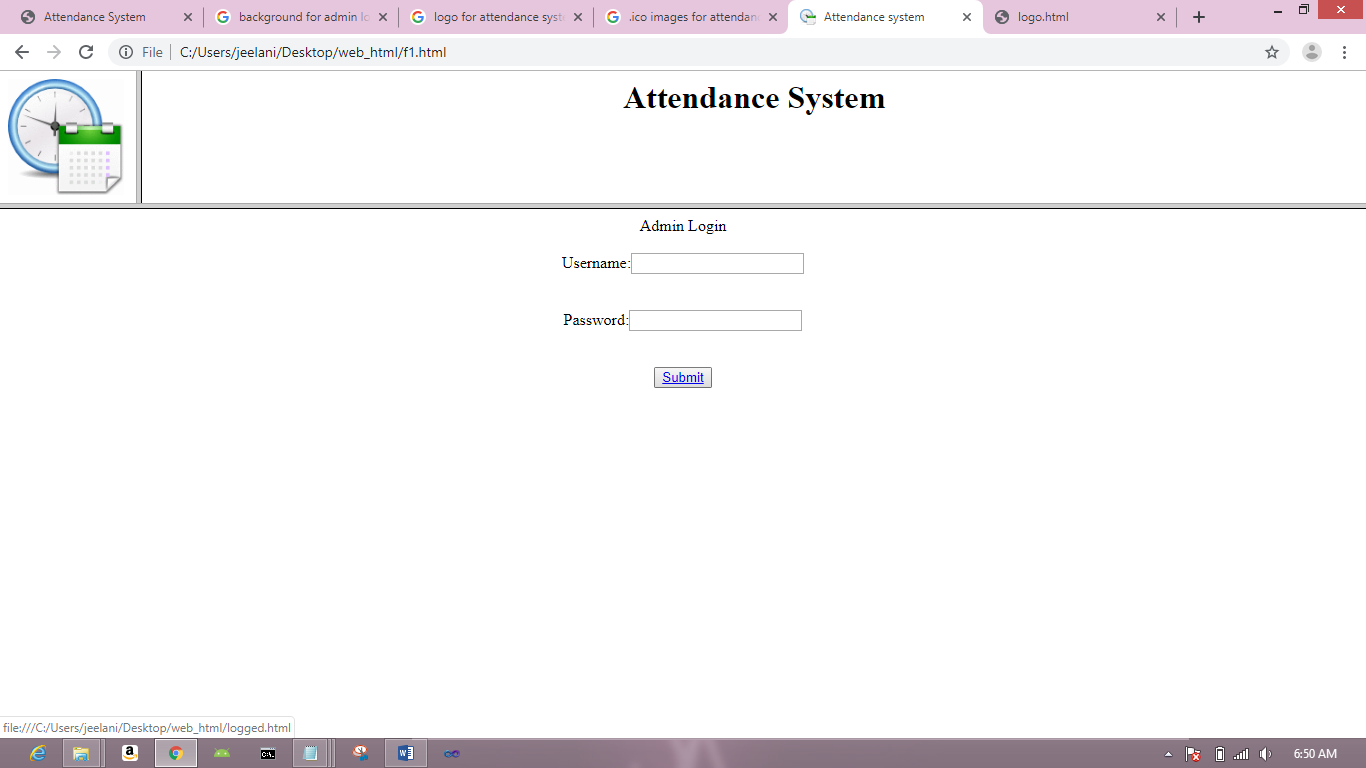 Attendance System
background for admin lo
logo for attendance syst
.ico images for attendan
Attendance system
logo.html
File
C:/Users/jeelani/Desktop/web_html/f1.html
Attendance System
Admin Login
Username:
Password:
Submit
file:///C:/Users/jeelani/Desktop/web_html/logged.html
6:50 AM